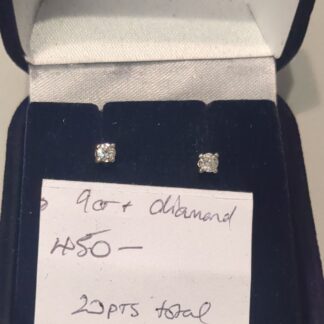 9ct + diamond
450—
20pts total